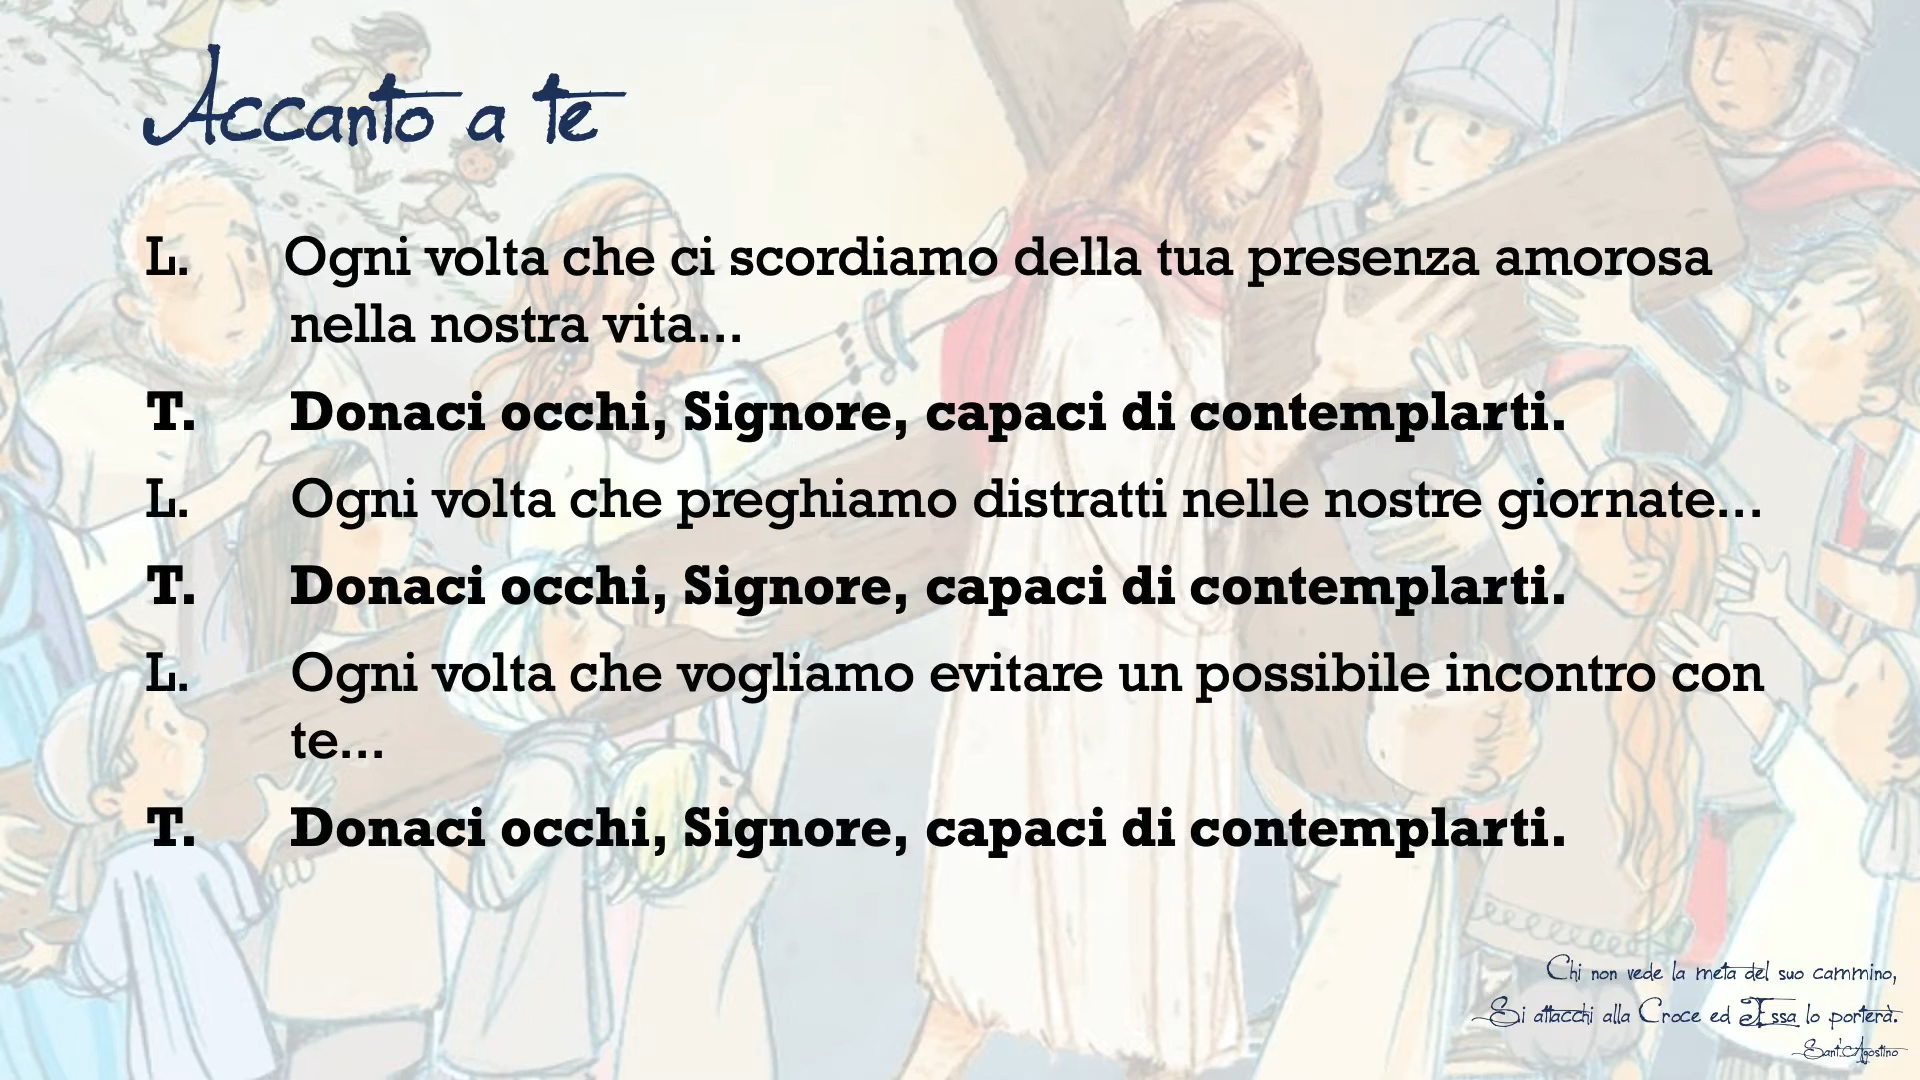 Accanto a te
L. Ogni volta che ci scordiamo della tua presenza amorosa
nella nostra vita…
T. Donaci occhi, Signore, capaci di contemplarti.
L. Ogni volta che preghiamo distratti nelle nostre giornate…
T. Donaci occhi, Signore, capaci di contemplarti.
L. Ogni volta che vogliamo evitare un possibile incontro con
te…
T. Donaci occhi, Signore, capaci di contemplarti.
Chi non vede la meta del suo cammino,
Si attacchi alla Croce ed Essa lo porterà.
Sant'Agostino